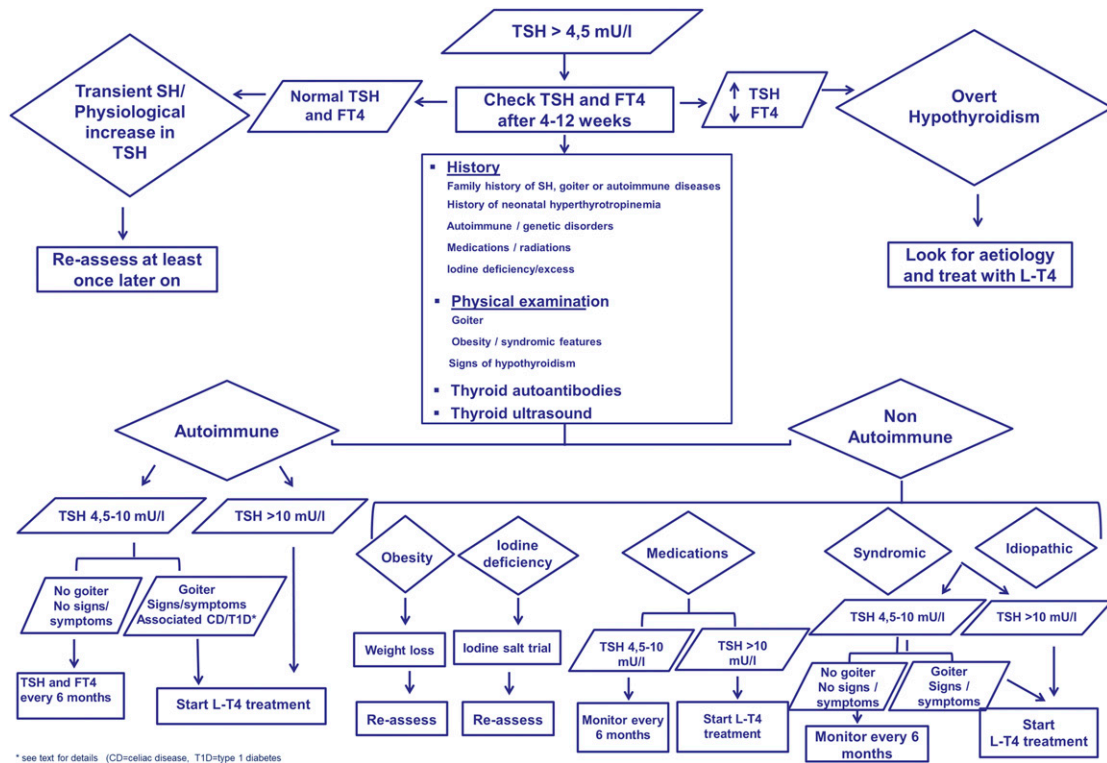 TSH > 4,5 mU/l
Transient SH/
Physiological
increase in
TSH
Normal TSH
and FT4
Check TSH and FT4
after 4-12 weeks
↑ TSH
↓ FT4
Overt
Hypothyroidism
Re-assess at least
once later on
Look for aetiology
and treat with L-T4
▪ History
Family history of SH, goiter or autoimmune diseases
History of neonatal hyperthyrotropinemia
Autoimmune / genetic disorders
Medications / radiations
Iodine deficiency/excess
▪ Physical examination
Goiter
Obesity / syndromic features
Signs of hypothyroidism
▪ Thyroid autoantibodies
▪ Thyroid ultrasound
Autoimmune
Non
Autoimmune
TSH 4,5-10 mU/l
TSH >10 mU/l
No goiter
No signs/
symptoms
Goiter
Signs/symptoms
Associated CD/T1D*
TSH and FT4
every 6 months
Start L-T4 treatment
Obesity
Iodine
deficiency
Medications
Syndromic
Idiopathic
Weight loss
Iodine salt trial
Re-assess
Re-assess
TSH 4,5-10
mU/l
TSH >10
mU/l
Monitor every
6 months
Start L-T4
treatment
TSH 4,5-10 mU/l
TSH >10 mU/l
No goiter
No signs /
symptoms
Goiter
Signs /
symptoms
Monitor every 6
months
Start
L-T4 treatment
* see text for details (CD=celiac disease, T1D=type 1 diabetes